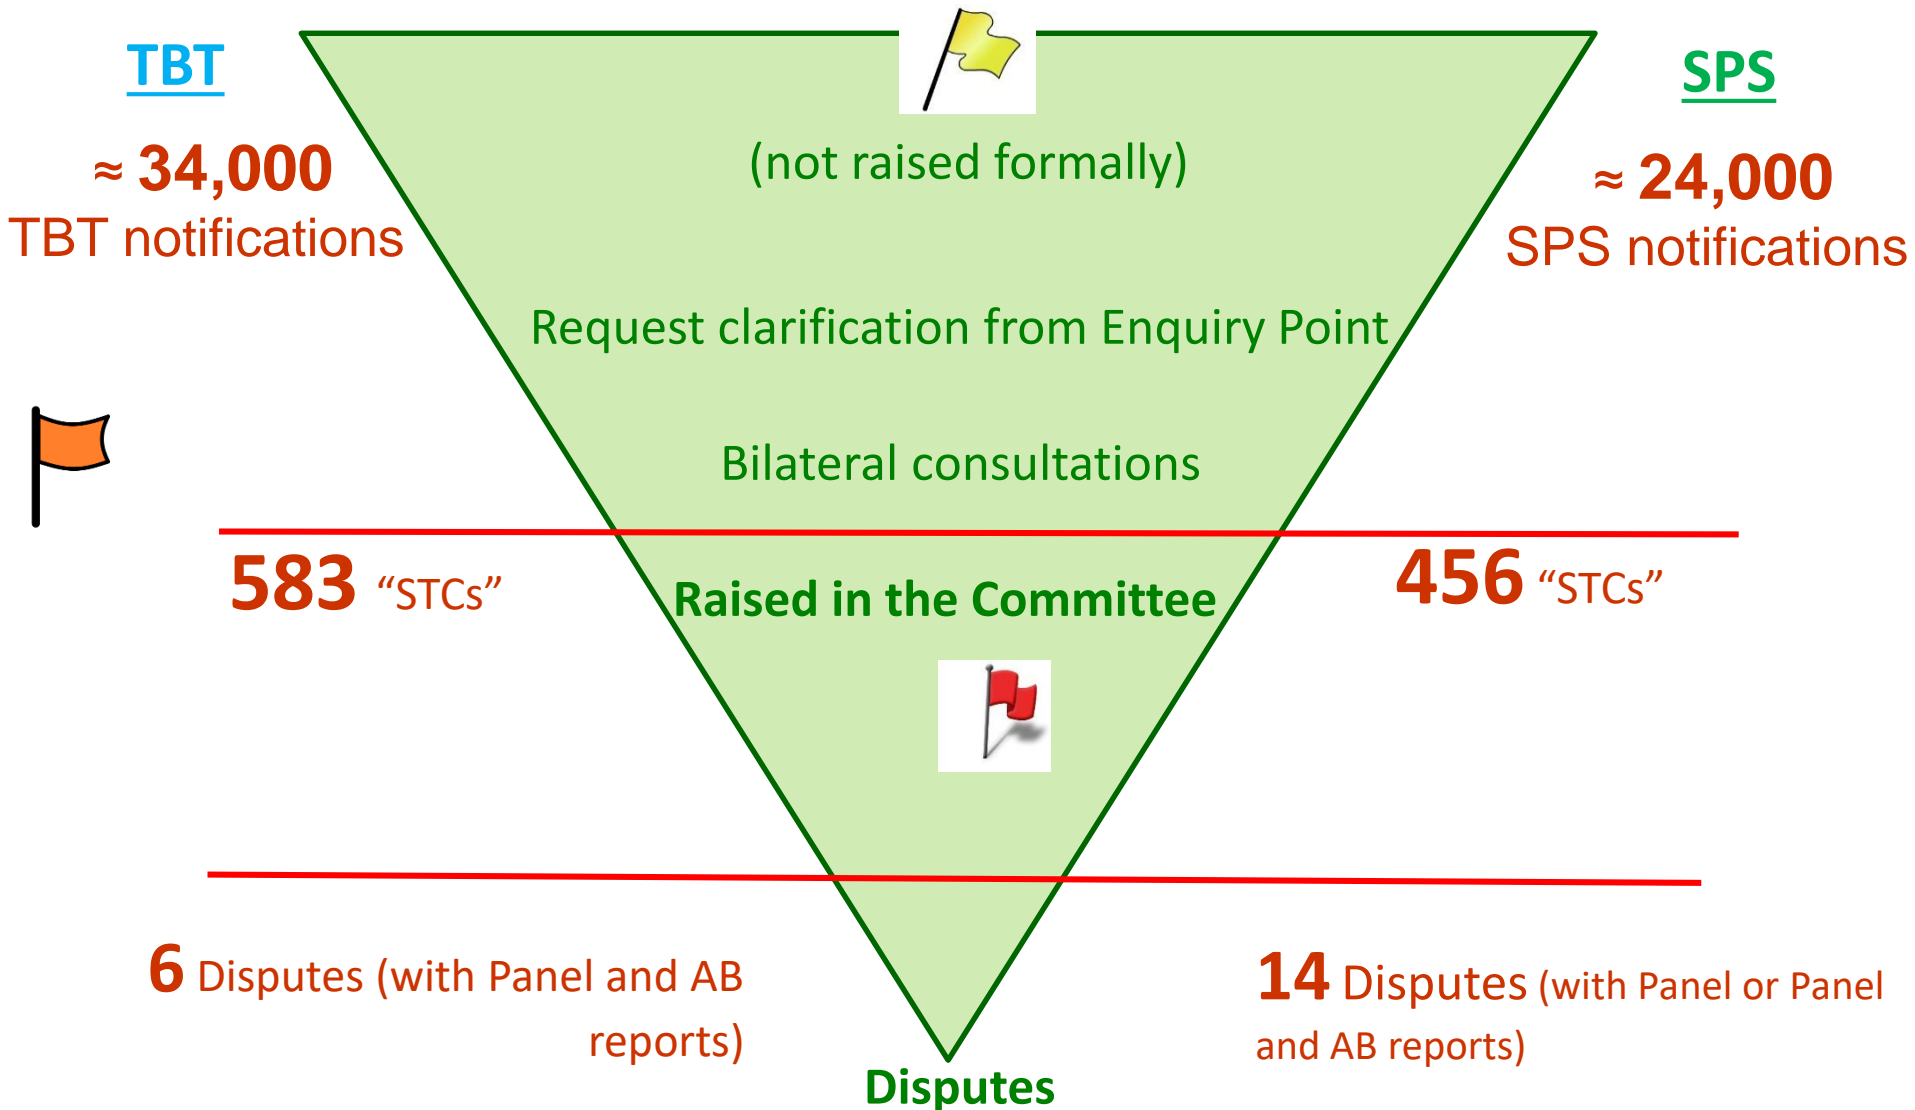 TBT
SPS
≈ 34,000
TBT notifications
(not raised formally)
≈ 24,000
SPS notifications
Request clarification from Enquiry Point
Bilateral consultations
583 “STCs”
Raised in the Committee
456 “STCs”
6 Disputes (with Panel and AB
reports)
14 Disputes (with Panel or Panel
and AB reports)
Disputes